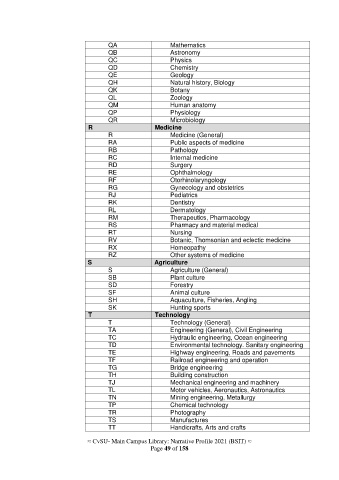 QA Mathematics
QB Astronomy
QC Physics
QD Chemistry
QE Geology
QH Natural history, Biology
QK Botany
QL Zoology
QM Human anatomy
QP Physiology
QR Microbiology
R Medicine
R Medicine (General)
RA Public aspects of medicine
RB Pathology
RC Internal medicine
RD Surgery
RE Ophthalmology
RF Otorhinolaryngology
RG Gynecology and obstetrics
RJ Pediatrics
RK Dentistry
RL Dermatology
RM Therapeutics, Pharmacology
RS Pharmacy and material medical
RT Nursing
RV Botanic, Thomsonian and eclectic medicine
RX Homeopathy
RZ Other systems of medicine
S Agriculture
S Agriculture (General)
SB Plant culture
SD Forestry
SF Animal culture
SH Aquaculture, Fisheries, Angling
SK Hunting sports
T Technology
T Technology (General)
TA Engineering (General), Civil Engineering
TC Hydraulic engineering, Ocean engineering
TD Environmental technology, Sanitary engineering
TE Highway engineering, Roads and pavements
TF Railroad engineering and operation
TG Bridge engineering
TH Building construction
TJ Mechanical engineering and machinery
TL Motor vehicles, Aeronautics, Astronautics
TN Mining engineering, Metallurgy
TP Chemical technology
TR Photography
TS Manufactures
TT Handicrafts, Arts and crafts
≈ CvSU- Main Campus Library: Narrative Profile 2021 (BSIT) ≈
Page 49 of 158